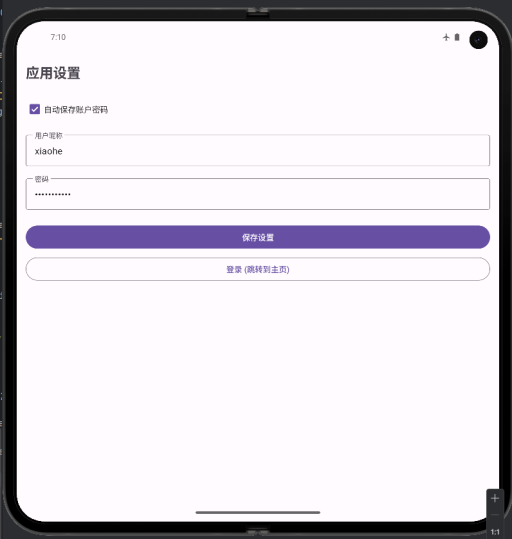 7:10
应用设置
自动保存账户密码
用户昵称
xiaohe
密码
•••••••••••
保存设置
登录 (跳转到主页)
1:1